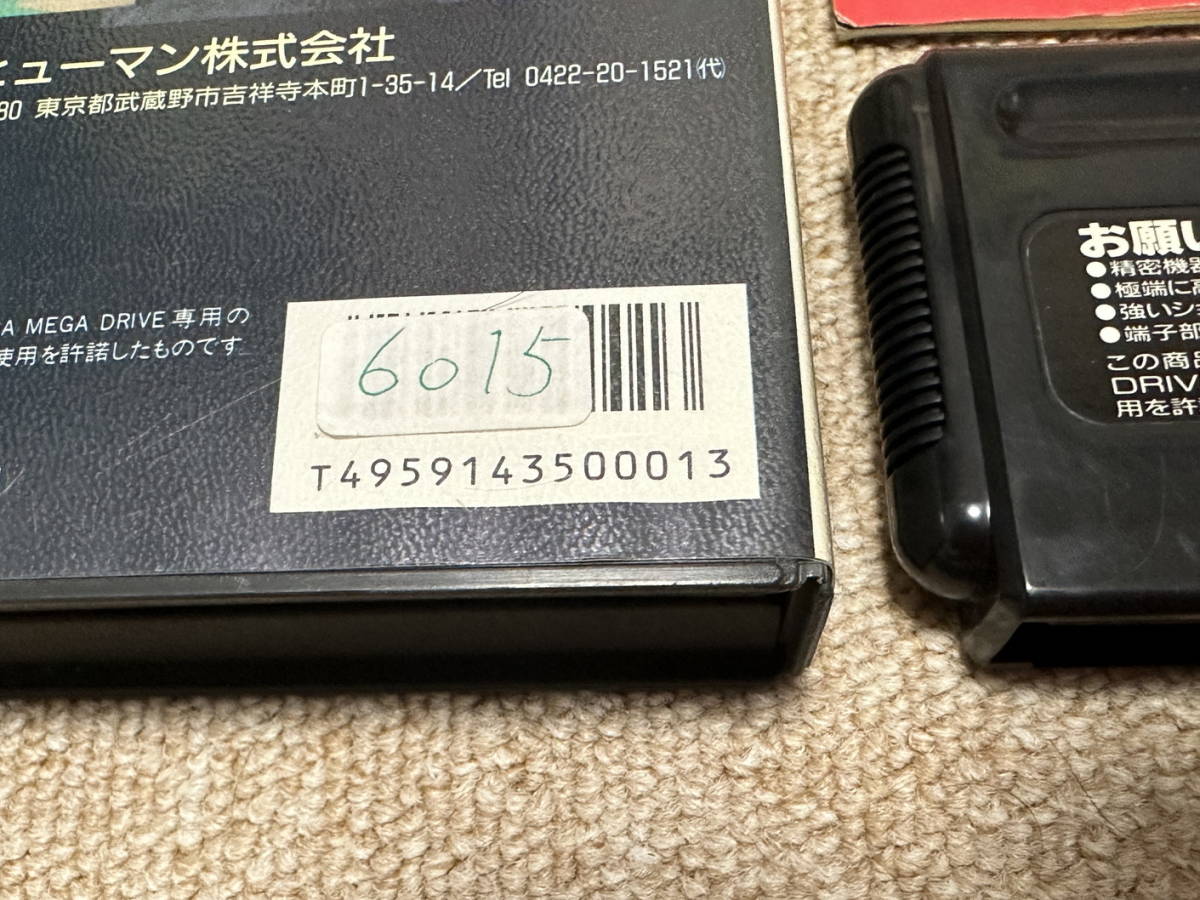 ヒューマン株式会社
80 東京都武蔵野市吉祥寺本町1-35-14/Tel 0422-20-1521(代)
A MEGA DRIVE 専用の
使用を許諾したものです
6015
T4959143500013
お願い
●精密機器
●極端に高
●強いシ
●端子部
この商品
DRIV
用を許